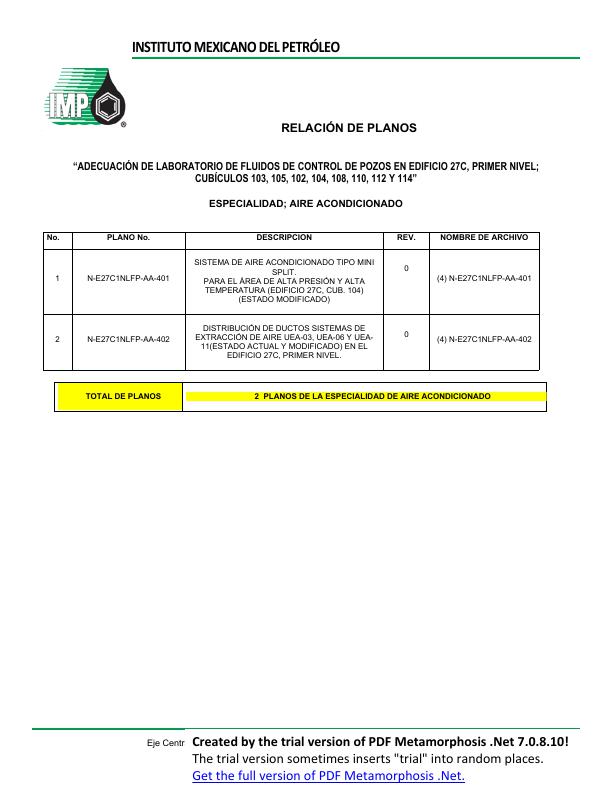 INSTITUTO MEXICANO DEL PETRÓLEO
IMP
®
RELACIÓN DE PLANOS
“ADECUACIÓN DE LABORATORIO DE FLUIDOS DE CONTROL DE POZOS EN EDIFICIO 27C, PRIMER NIVEL;
CUBÍCULOS 103, 105, 102, 104, 108, 110, 112 Y 114”
ESPECIALIDAD; AIRE ACONDICIONADO
No. PLANO No. DESCRIPCION REV. NOMBRE DE ARCHIVO
SISTEMA DE AIRE ACONDICIONADO TIPO MINI
SPLIT.
1 N-E27C1NLFP-AA-401 PARA EL ÁREA DE ALTA PRESIÓN Y ALTA 0 (4) N-E27C1NLFP-AA-401
TEMPERATURA (EDIFICIO 27C, CUB. 104)
(ESTADO MODIFICADO)
DISTRIBUCIÓN DE DUCTOS SISTEMAS DE
2 N-E27C1NLFP-AA-402 EXTRACCIÓN DE AIRE UEA-03, UEA-06 Y UEA- 0 (4) N-E27C1NLFP-AA-402
11(ESTADO ACTUAL Y MODIFICADO) EN EL
EDIFICIO 27C, PRIMER NIVEL.
TOTAL DE PLANOS 2 PLANOS DE LA ESPECIALIDAD DE AIRE ACONDICIONADO
Eje Centr Created by the trial version of PDF Metamorphosis .Net 7.0.8.10!
The trial version sometimes inserts "trial" into random places.
Get the full version of PDF Metamorphosis .Net.